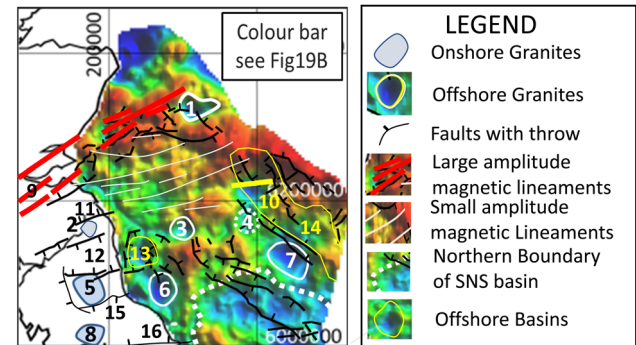 200000
Colour bar
see Fig19B
1
9
200000
10
11
2
3
4
14
12
13
7
5
6
15
8
16
6000000
LEGEND
Onshore Granites
Offshore Granites
Faults with throw
Large amplitude
magnetic lineaments
Small amplitude
magnetic Lineaments
Northern Boundary
of SNS basin
Offshore Basins